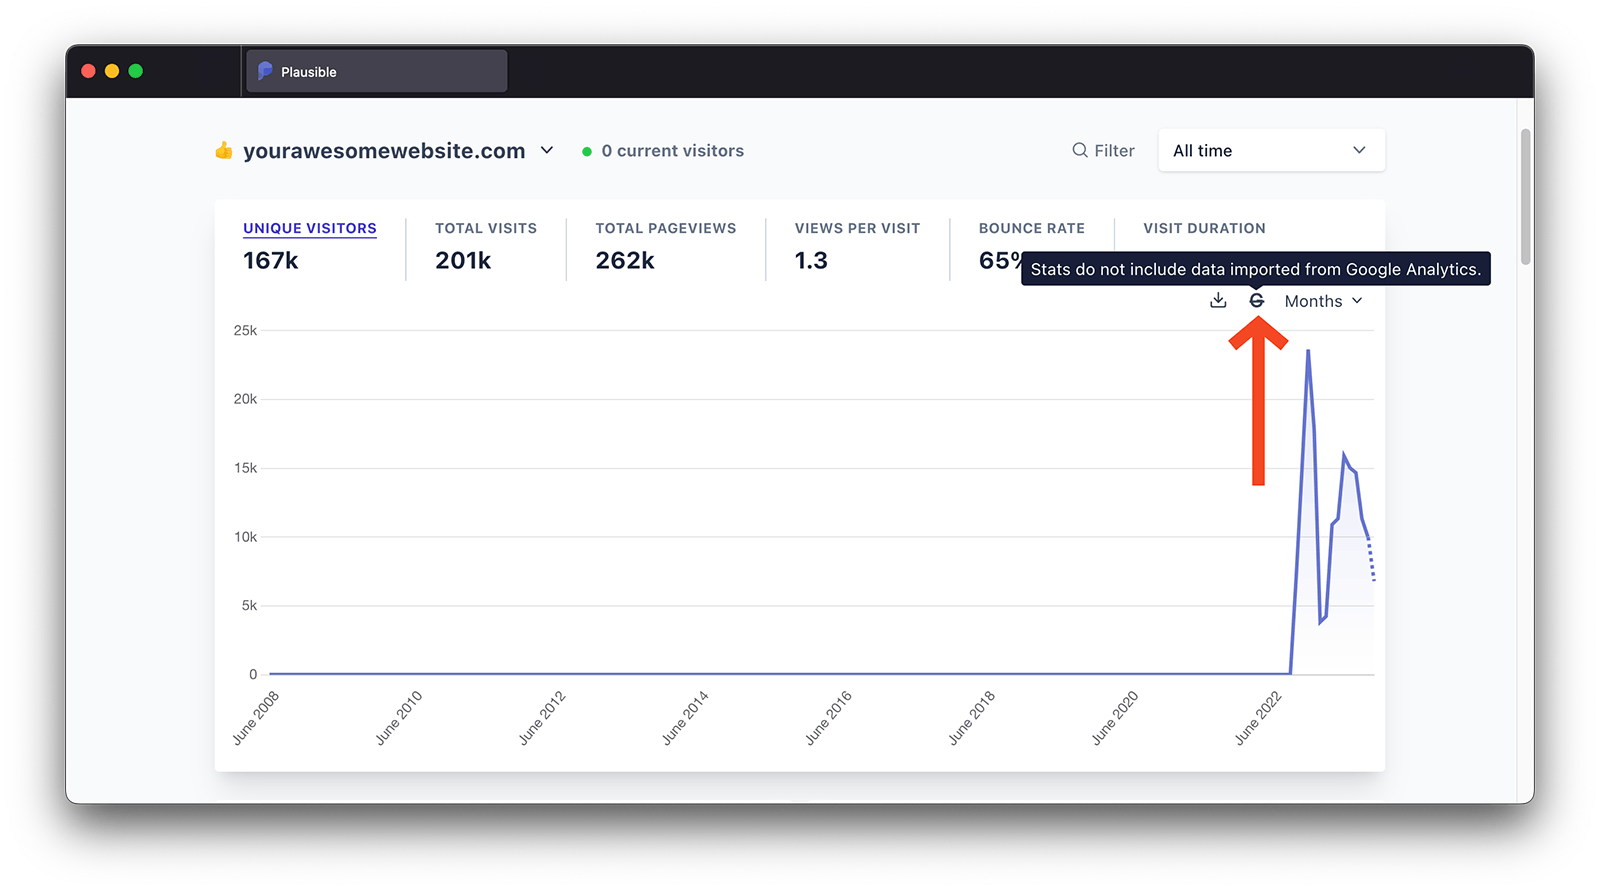 Plausible
👍 yourawesomewebsite.com
0 current visitors
Filter
All time
UNIQUE VISITORS
167k
TOTAL VISITS
201k
TOTAL PAGEVIEWS
262k
VIEWS PER VISIT
1.3
BOUNCE RATE
65%
VISIT DURATION
Stats do not include data imported from Google Analytics.
G
Months
25k
20k
15k
10k
5k
0
June 2008
June 2010
June 2012
June 2014
June 2016
June 2018
June 2020
June 2022